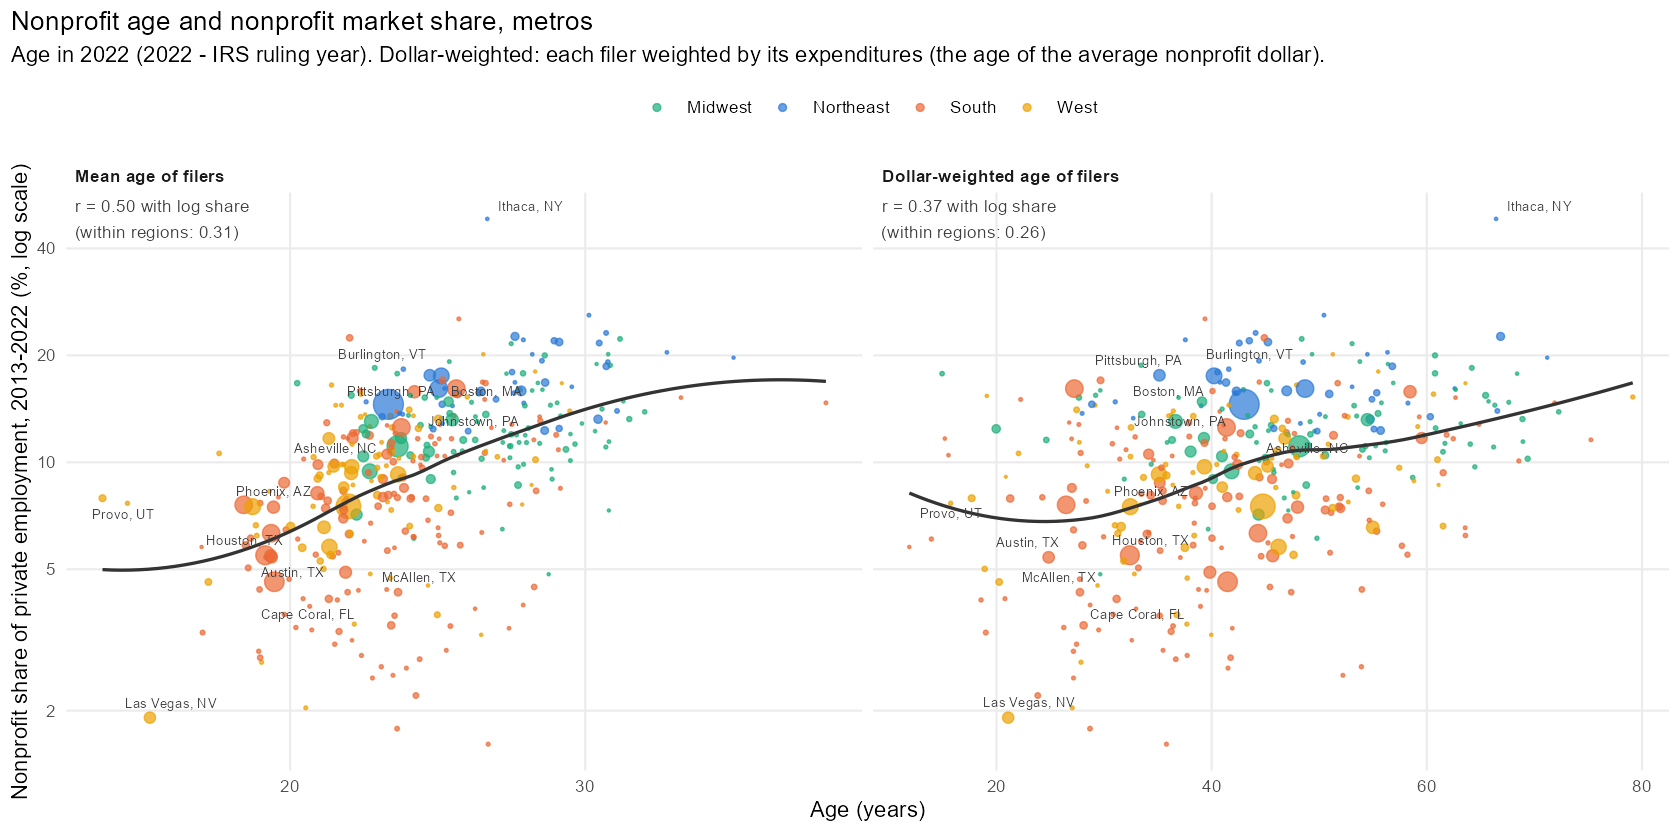 Nonprofit age and nonprofit market share, metros
Age in 2022 (2022 - IRS ruling year). Dollar-weighted: each filer weighted by its expenditures (the age of the average nonprofit dollar).
Midwest Northeast South West
Nonprofit share of private employment, 2013-2022 (%, log scale)
Mean age of filers
r = 0.50 with log share
(within regions: 0.31)
40
20
10
5
2
Ithaca, NY
Burlington, VT
Pittsburgh, PA
Boston, MA
Johnstown, PA
Asheville, NC
Phoenix, AZ
Provo, UT
Houston, TX
Austin, TX
McAllen, TX
Cape Coral, FL
Las Vegas, NV
20
30
Dollar-weighted age of filers
r = 0.37 with log share
(within regions: 0.26)
Ithaca, NY
Pittsburgh, PA
Burlington, VT
Boston, MA
Johnstown, PA
Asheville, NC
Phoenix, AZ
Provo, UT
Austin, TX
Houston, TX
McAllen, TX
Cape Coral, FL
Las Vegas, NV
20
40
60
80
Age (years)